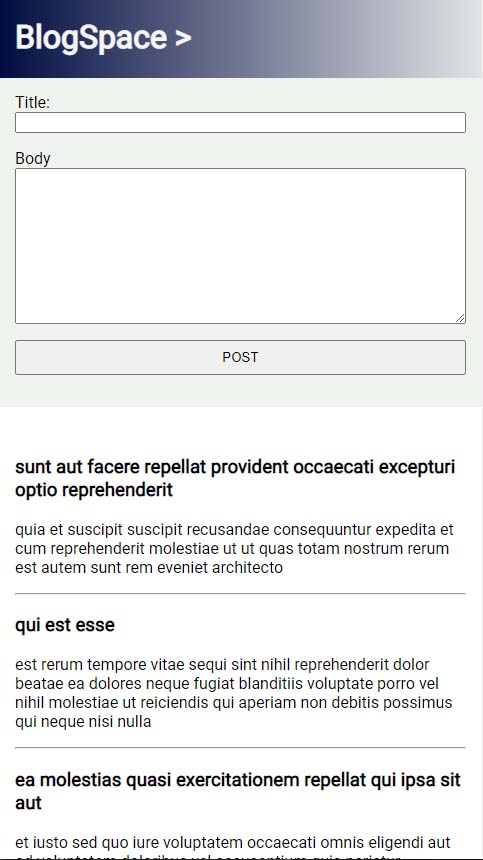 BlogSpace >
Title:
Body
POST
sunt aut facere repellat provident occaecati excepturi
optio reprehenderit
quia et suscipit suscipit recusandae consequuntur expedita et
cum reprehenderit molestiae ut ut quas totam nostrum rerum
est autem sunt rem eveniet architecto
qui est esse
est rerum tempore vitae sequi sint nihil reprehenderit dolor
beatae ea dolores neque fugiat blanditiis voluptate porro vel
nihil molestiae ut reiciendis qui aperiam non debitis possimus
qui neque nisi nulla
ea molestias quasi exercitationem repellat qui ipsa sit
aut
et iusto sed quo iure voluptatem occaecati omnis eligendi aut